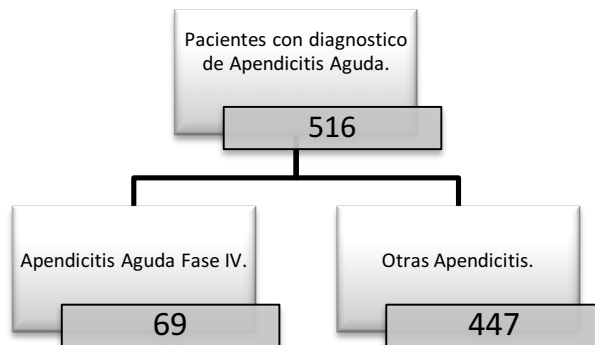 Pacientes con diagnostico
de Apendicitis Aguda.
516
Apendicitis Aguda Fase IV.
69
Otras Apendicitis.
447